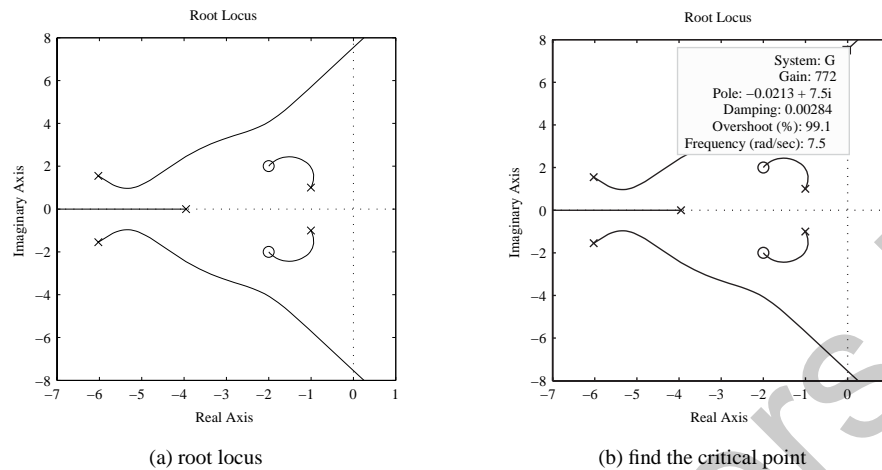 Root Locus
8
6
4
2
0
−2
−4
−6
−8
−7 −6 −5 −4 −3 −2 −1 0 1
Imaginary Axis
Real Axis
(a) root locus
Root Locus
System: G
Gain: 772
Pole: −0.0213 + 7.5i
Damping: 0.00284
Overshoot (%): 99.1
Frequency (rad/sec): 7.5
8
6
4
2
0
−2
−4
−6
−8
−7 −6 −5 −4 −3 −2 −1 0
Imaginary Axis
Real Axis
(b) find the critical point